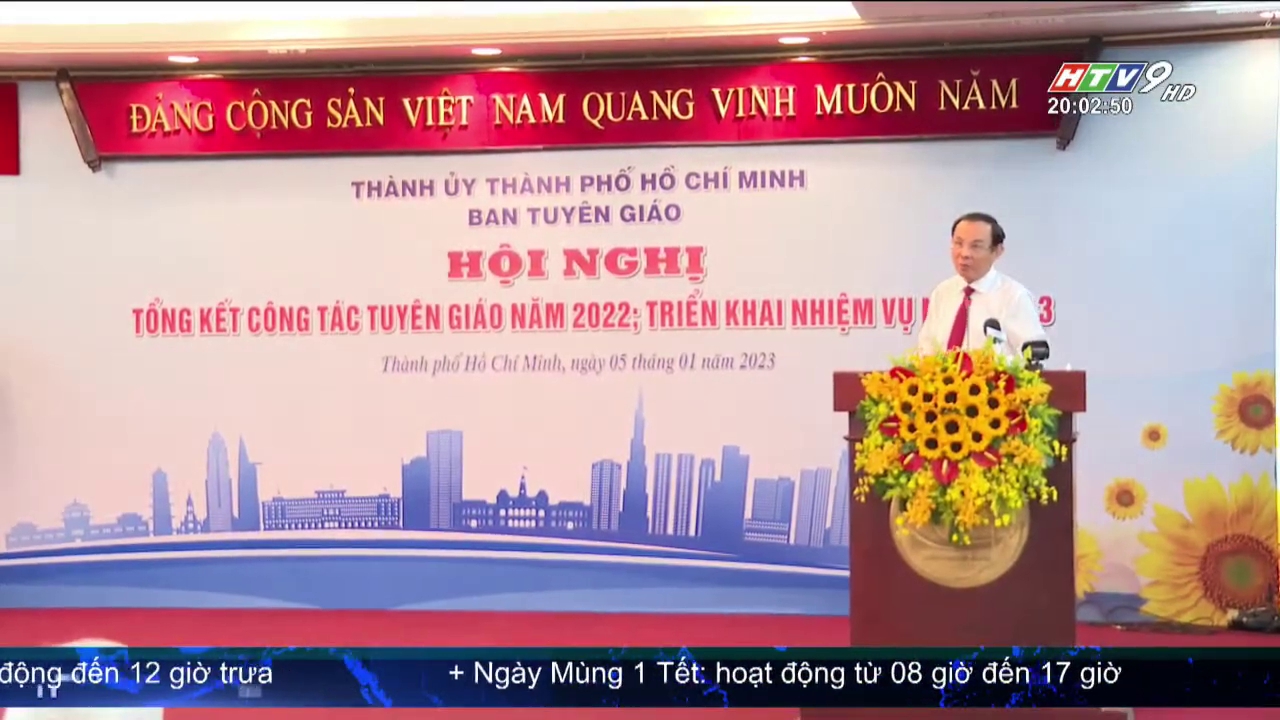 ĐẢNG CỘNG SẢN VIỆT NAM QUANG VINH MUÔN NĂM
HTV9 HD
20:02:50
THÀNH ỦY THÀNH PHỐ HỒ CHÍ MINH
BAN TUYÊN GIÁO
HỘI NGHỊ
TỔNG KẾT CÔNG TÁC TUYÊN GIÁO NĂM 2022; TRIỂN KHAI NHIỆM VỤ 3
Thành phố Hồ Chí Minh, ngày 05 tháng 01 năm 2023
động đến 12 giờ trưa + Ngày Mùng 1 Tết: hoạt động từ 08 giờ đến 17 giờ